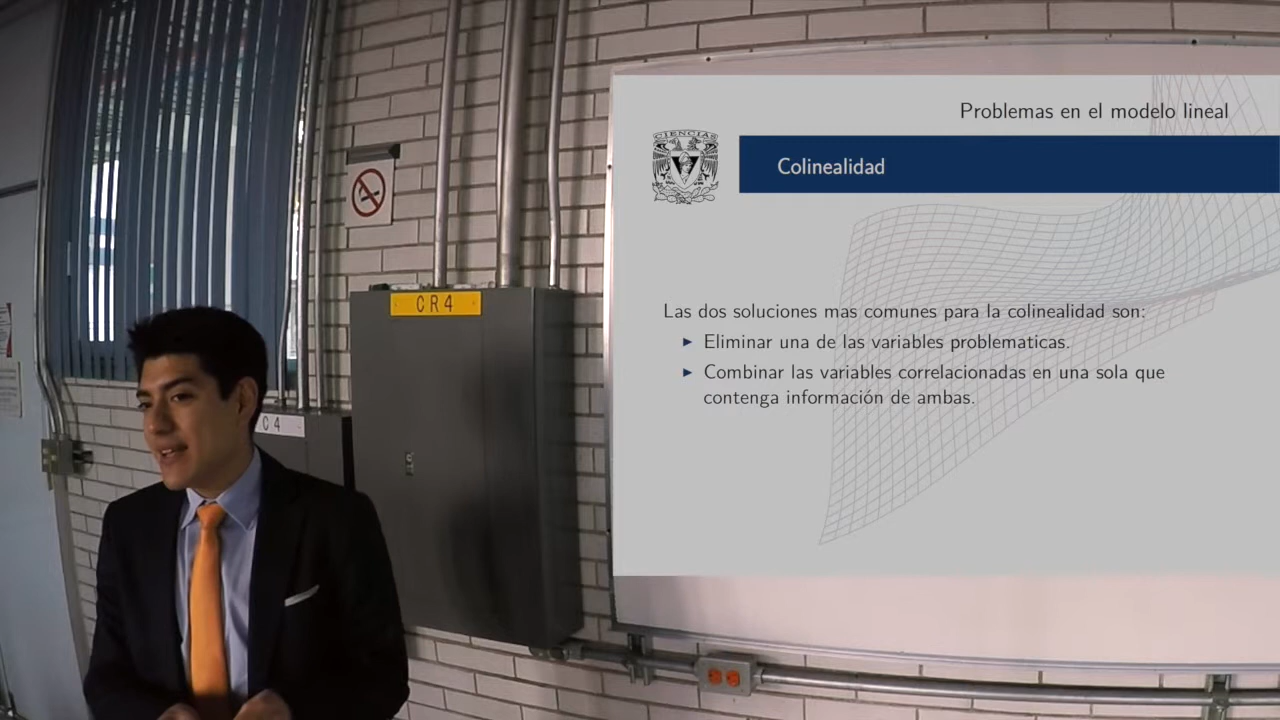 Problemas en el modelo lineal
CIENCIAS
Colinealidad
CR4
Las dos soluciones mas comunes para la colinealidad son:
Eliminar una de las variables problematicas.
Combinar las variables correlacionadas en una sola que
contenga información de ambas.
C 4